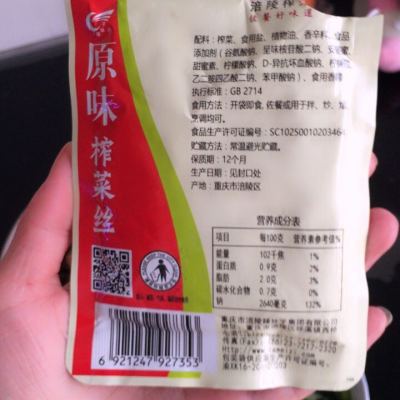 涪陵榨
佐餐好味道
原味
榨菜丝
配料：榨菜、食用盐、植物油、香辛料、食品
添加剂（谷氨酸钠、呈味核苷酸二钠、安赛蜜、
甜蜜素、柠檬酸钠、D-异抗坏血酸钠、柠檬酸、
乙二胺四乙酸二钠、苯甲酸钠）、食用香精
执行标准：GB 2714
食用方法：开袋即食，佐餐或用于拌、炒、
烹调均可。
食品生产许可证编号：SC10250010203464
贮藏方法：常温避光贮藏。
保质期：12个月
生产日期：见封口处
产地：重庆市涪陵区
营养成分表
项目 每100克 营养素参考值%
能量 102千焦 1%
蛋白质 0.9克 2%
脂肪 2.0克 3%
碳水化合物 0.7克 0%
钠 2640毫克 132%
6 921247 927353